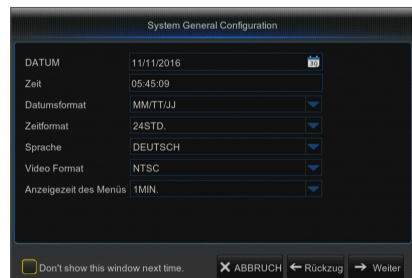 System General Configuration
DATUM 11/11/2016 30
Zeit 05:45:09
Datumsformat MM/TT/JJ
Zeitformat 24STD.
Sprache DEUTSCH
Video Format NTSC
Anzeigezeit des Menüs 1MIN.
Don't show this window next time. ABBRUCH Rückzug Weiter